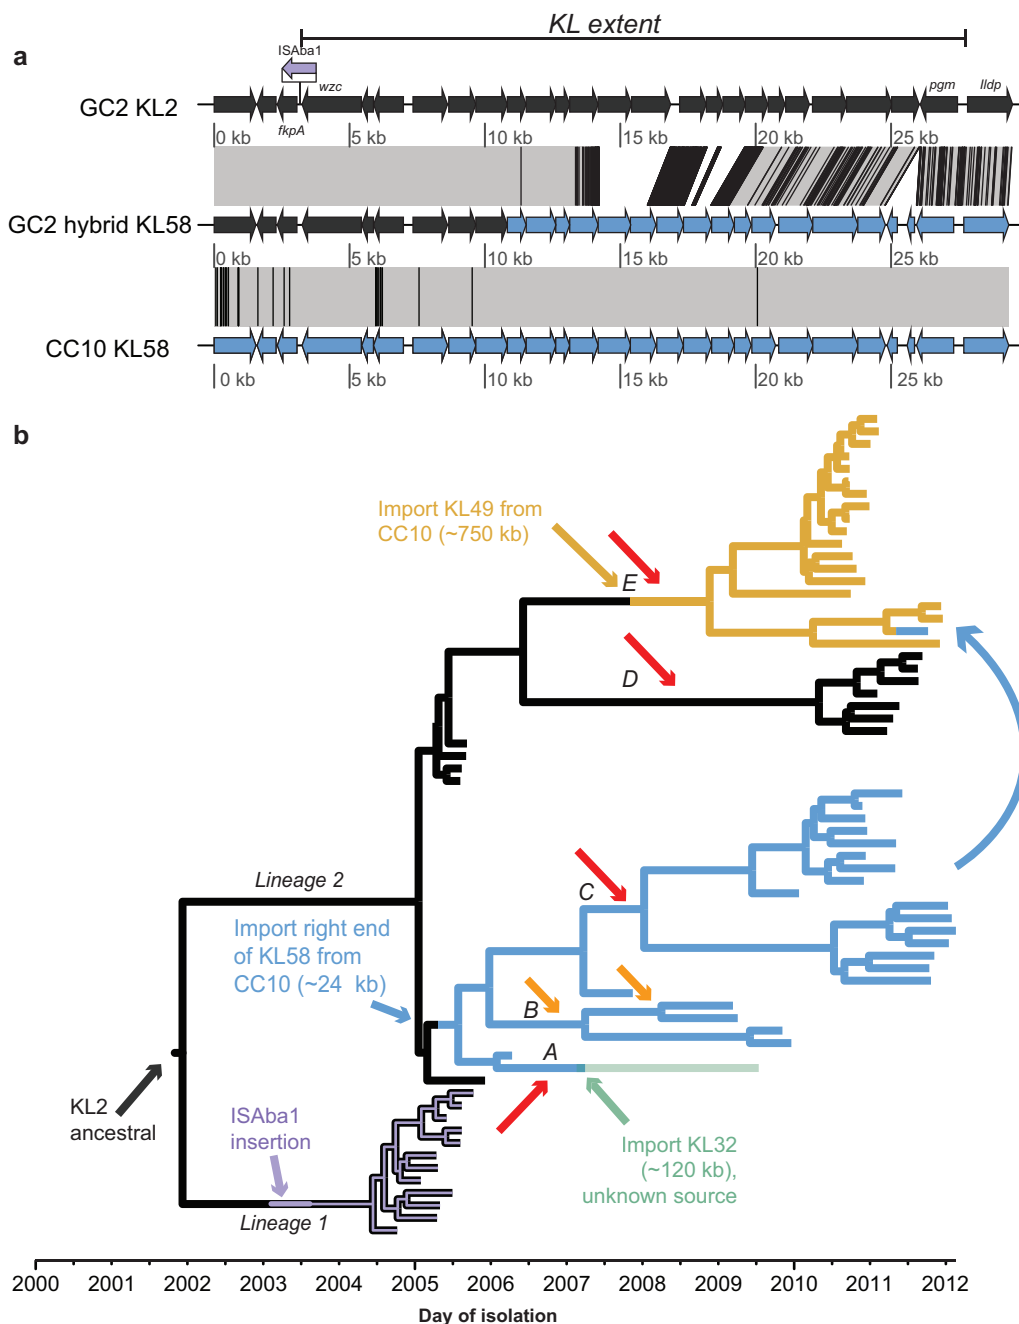 KL extent
a
ISAba1
wzc
pgm
lldp
GC2 KL2
fkpA
0 kb 5 kb 10 kb 15 kb 20 kb 25 kb
GC2 hybrid KL58
0 kb 5 kb 10 kb 15 kb 20 kb 25 kb
CC10 KL58
0 kb 5 kb 10 kb 15 kb 20 kb 25 kb
b
Import KL49 from
CC10 (~750 kb)
E
D
Lineage 2
C
Import right end
of KL58 from
CC10 (~24 kb)
B
A
KL2
ancestral
ISAba1
insertion
Import KL32
(~120 kb),
unknown source
Lineage 1
2000 2001 2002 2003 2004 2005 2006 2007 2008 2009 2010 2011 2012
Day of isolation